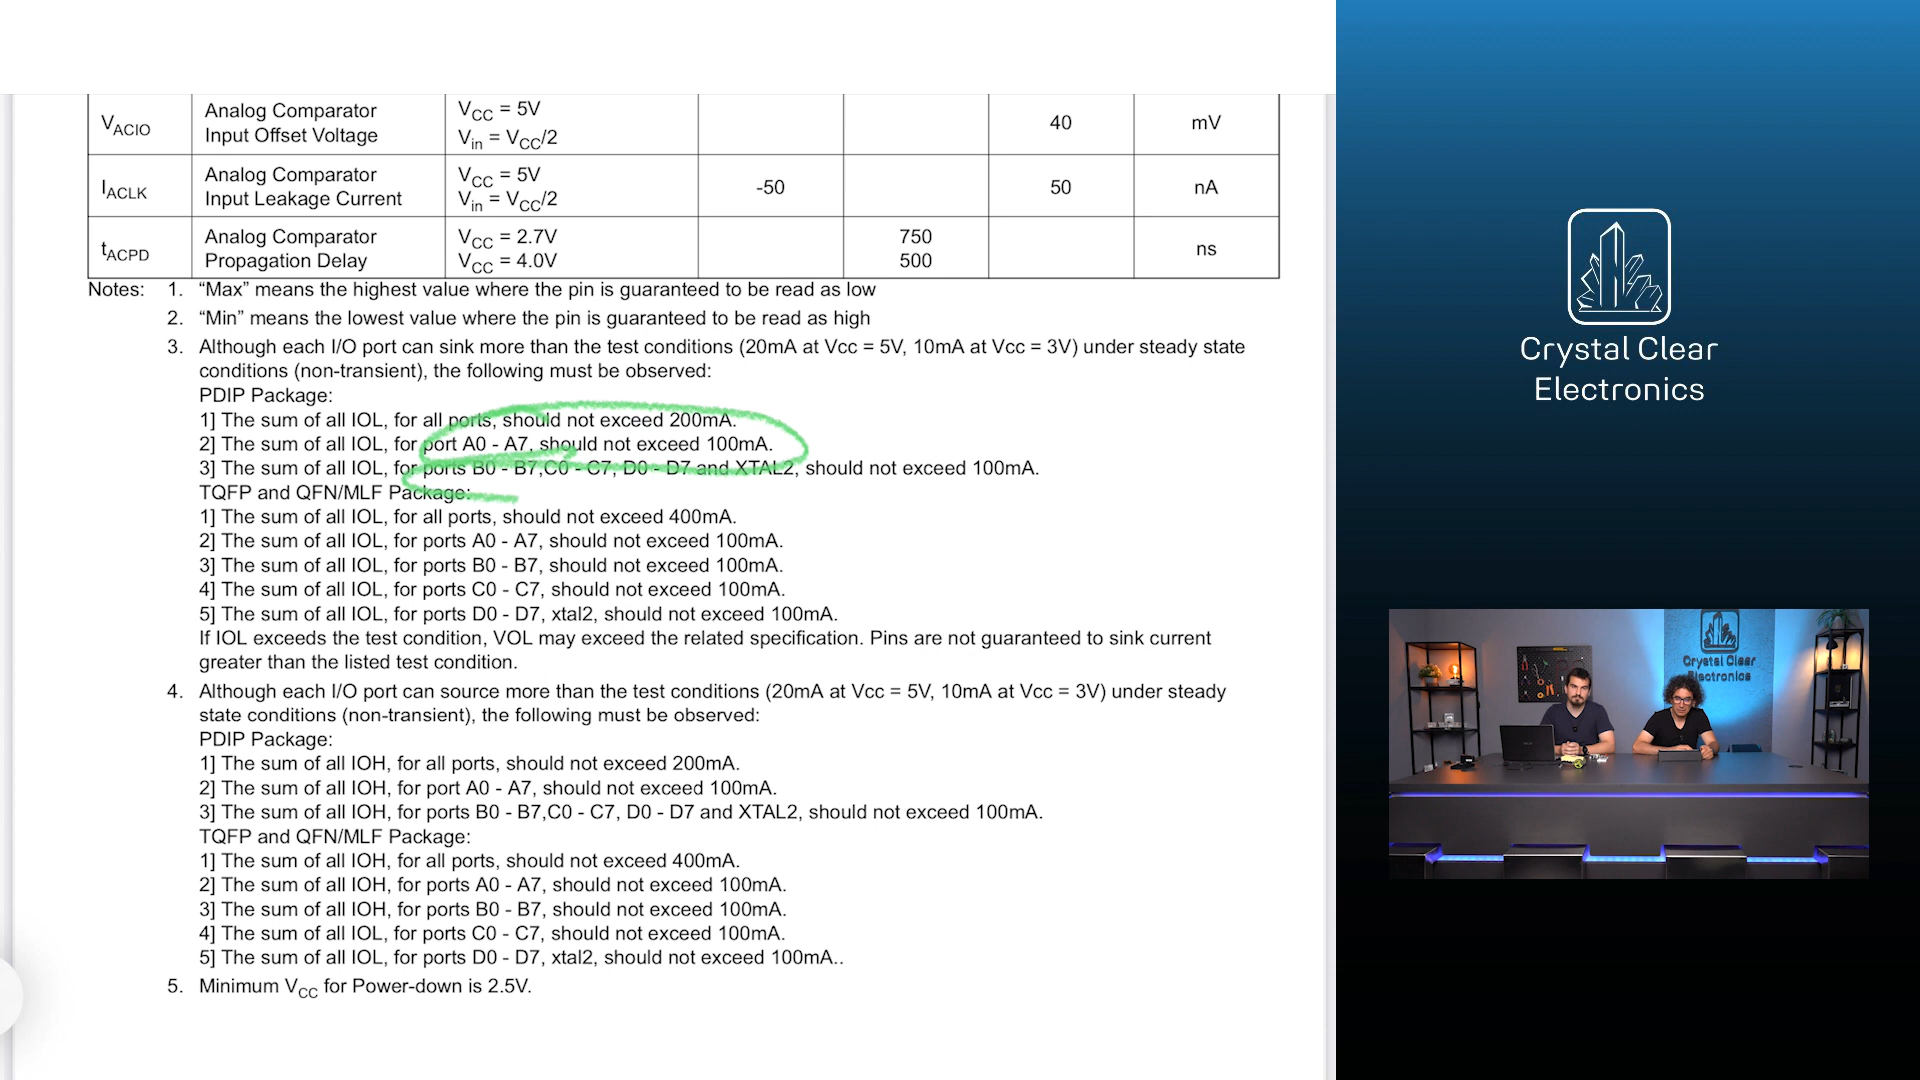 VACIO
Analog Comparator
Input Offset Voltage
VCC = 5V
Vin = VCC/2
40
mV
IACLK
Analog Comparator
Input Leakage Current
VCC = 5V
Vin = VCC/2
-50
50
nA
tACPD
Analog Comparator
Propagation Delay
VCC = 2.7V
VCC = 4.0V
750
500
ns
Notes: 1. “Max” means the highest value where the pin is guaranteed to be read as low
2. “Min” means the lowest value where the pin is guaranteed to be read as high
3. Although each I/O port can sink more than the test conditions (20mA at Vcc = 5V, 10mA at Vcc = 3V) under steady state
conditions (non-transient), the following must be observed:
PDIP Package:
1] The sum of all IOL, for all ports, should not exceed 200mA.
2] The sum of all IOL, for port A0 - A7, should not exceed 100mA.
3] The sum of all IOL, for ports B0 - B7,C0 - C7, D0 - D7 and XTAL2, should not exceed 100mA.
TQFP and QFN/MLF Package:
1] The sum of all IOL, for all ports, should not exceed 400mA.
2] The sum of all IOL, for ports A0 - A7, should not exceed 100mA.
3] The sum of all IOL, for ports B0 - B7, should not exceed 100mA.
4] The sum of all IOL, for ports C0 - C7, should not exceed 100mA.
5] The sum of all IOL, for ports D0 - D7, xtal2, should not exceed 100mA.
If IOL exceeds the test condition, VOL may exceed the related specification. Pins are not guaranteed to sink current
greater than the listed test condition.
4. Although each I/O port can source more than the test conditions (20mA at Vcc = 5V, 10mA at Vcc = 3V) under steady
state conditions (non-transient), the following must be observed:
PDIP Package:
1] The sum of all IOH, for all ports, should not exceed 200mA.
2] The sum of all IOH, for port A0 - A7, should not exceed 100mA.
3] The sum of all IOH, for ports B0 - B7,C0 - C7, D0 - D7 and XTAL2, should not exceed 100mA.
TQFP and QFN/MLF Package:
1] The sum of all IOH, for all ports, should not exceed 400mA.
2] The sum of all IOH, for ports A0 - A7, should not exceed 100mA.
3] The sum of all IOH, for ports B0 - B7, should not exceed 100mA.
4] The sum of all IOL, for ports C0 - C7, should not exceed 100mA.
5] The sum of all IOL, for ports D0 - D7, xtal2, should not exceed 100mA..
5. Minimum VCC for Power-down is 2.5V.
Crystal Clear
Electronics
Crystal Clear
Electronics